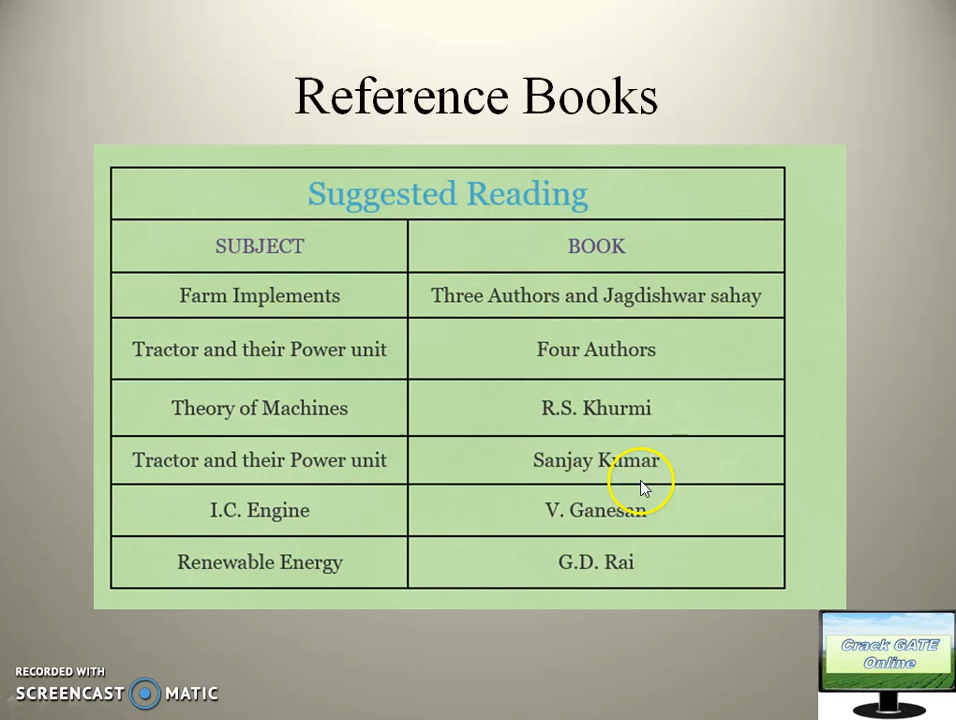 Reference Books
Suggested Reading
SUBJECT BOOK
Farm Implements Three Authors and Jagdishwar sahay
Tractor and their Power unit Four Authors
Theory of Machines R.S. Khurmi
Tractor and their Power unit Sanjay Kumar
I.C. Engine V. Ganesan
Renewable Energy G.D. Rai
Crack GATE
Online
RECORDED WITH
SCREENCAST MATIC